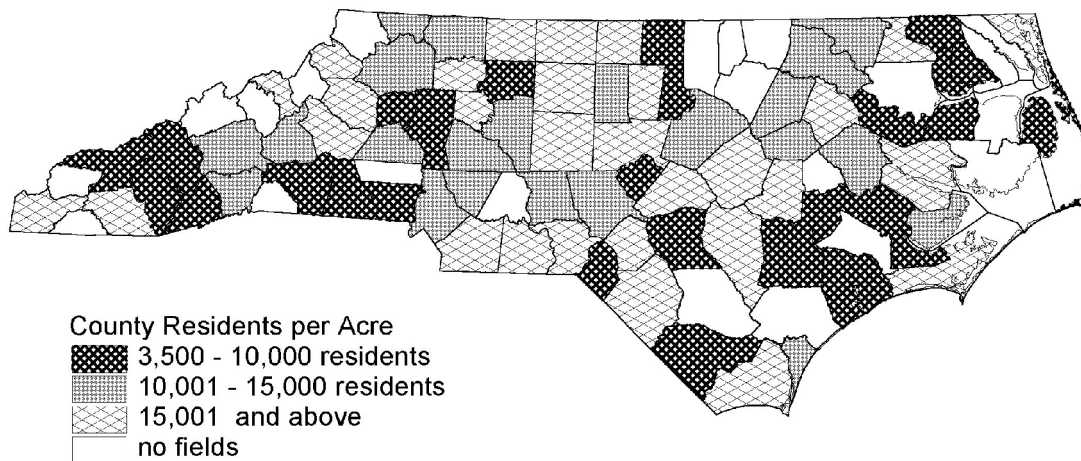 County Residents per Acre
3,500 - 10,000 residents
10,001 - 15,000 residents
15,001 and above
no fields